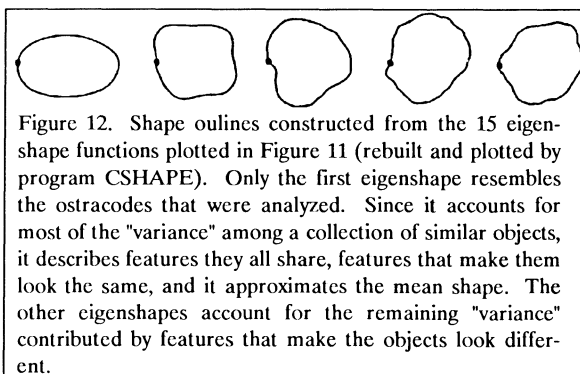 Figure 12. Shape oulines constructed from the 15 eigen-
shape functions plotted in Figure 11 (rebuilt and plotted by
program CSHAPE). Only the first eigenshape resembles
the ostracodes that were analyzed. Since it accounts for
most of the "variance" among a collection of similar objects,
it describes features they all share, features that make them
look the same, and it approximates the mean shape. The
other eigenshapes account for the remaining "variance"
contributed by features that make the objects look differ-
ent.